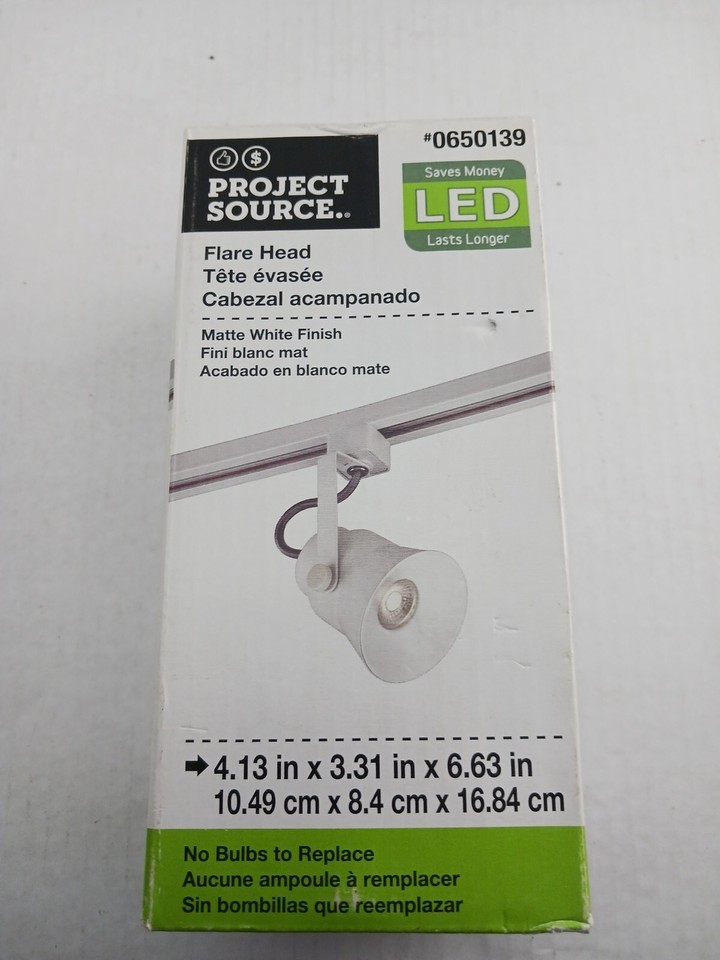 #0650139
$
PROJECT
SOURCE.®
Saves Money
LED
Lasts Longer
Flare Head
Tête évasée
Cabezal acampanado
Matte White Finish
Fini blanc mat
Acabado en blanco mate
4.13 in x 3.31 in x 6.63 in
10.49 cm x 8.4 cm x 16.84 cm
No Bulbs to Replace
Aucune ampoule à remplacer
Sin bombillas que reemplazar